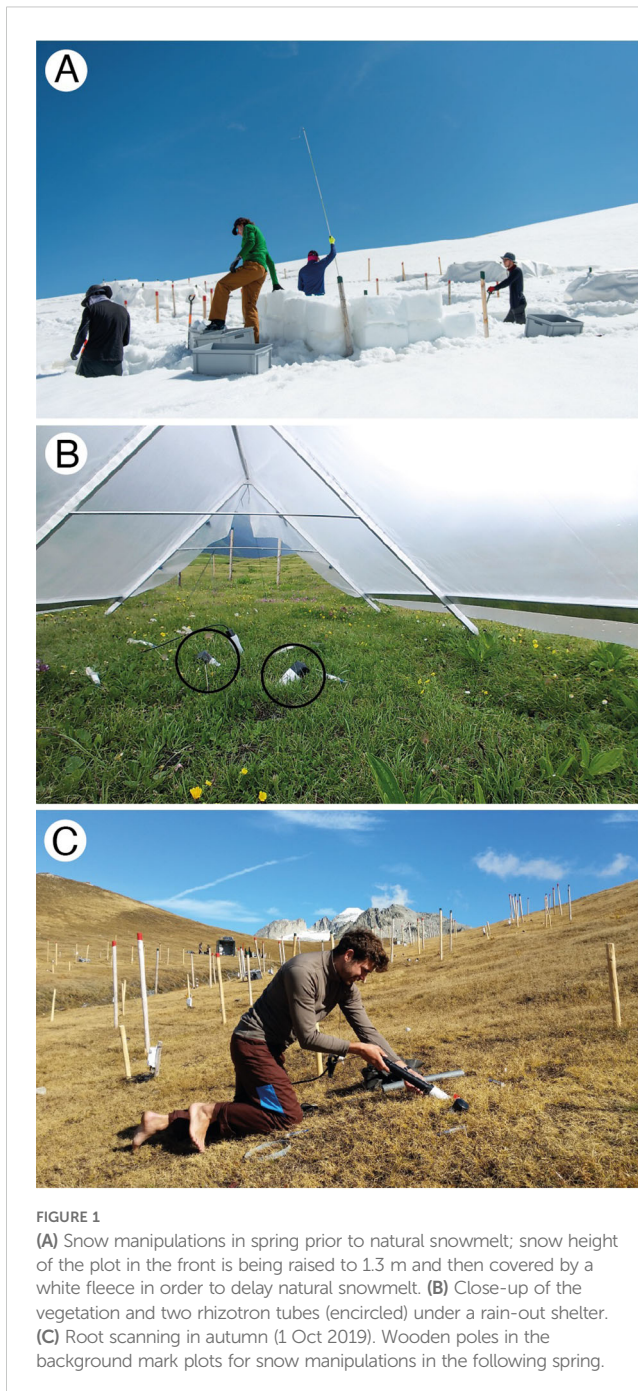 A
B
C
FIGURE 1
(A) Snow manipulations in spring prior to natural snowmelt; snow height
of the plot in the front is being raised to 1.3 m and then covered by a
white fleece in order to delay natural snowmelt. (B) Close-up of the
vegetation and two rhizotron tubes (encircled) under a rain-out shelter.
(C) Root scanning in autumn (1 Oct 2019). Wooden poles in the
background mark plots for snow manipulations in the following spring.